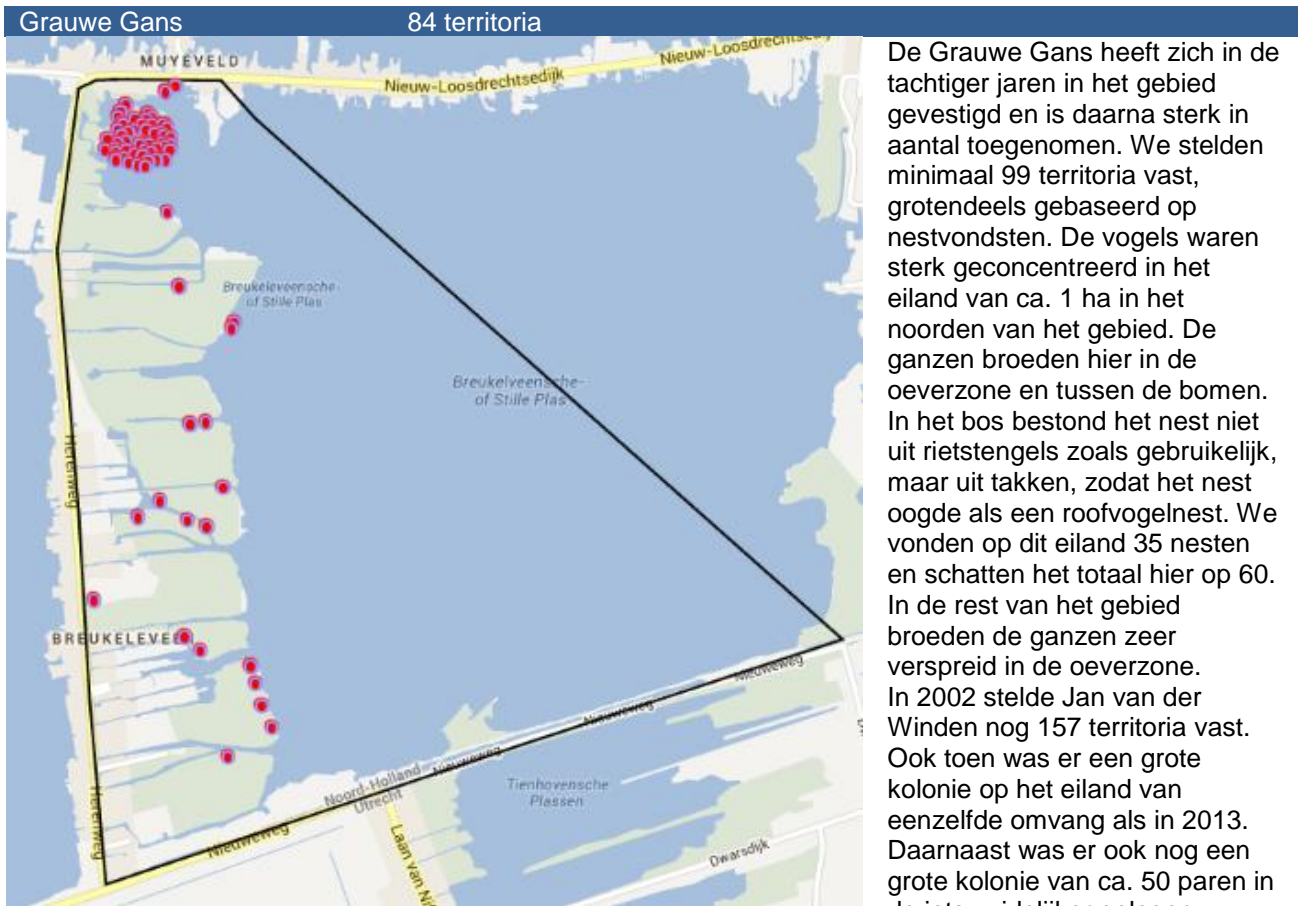 Grauwe Gans 84 territoria
MUYEVELD
Nieuw-Loosdrechtsedijk
Nieuw-Loosdrechtsedijk
Breukeleveensche-
of Stille Plas
Breukelveensche-
of Stille Plas
Herenweg
BREUKELEVEEN
Nieuweweg
Nieuweweg
Nieuweweg
Nieuweweg
Noord-Holland
Utrecht
Tienhovensche
Plassen
Herenweg
Laan van Ni
Dwarsdijk
De Grauwe Gans heeft zich in de
tachtiger jaren in het gebied
gevestigd en is daarna sterk in
aantal toegenomen. We stelden
minimaal 99 territoria vast,
grotendeels gebaseerd op
nestvondsten. De vogels waren
sterk geconcentreerd in het
eiland van ca. 1 ha in het
noorden van het gebied. De
ganzen broeden hier in de
oeverzone en tussen de bomen.
In het bos bestond het nest niet
uit rietstengels zoals gebruikelijk,
maar uit takken, zodat het nest
oogde als een roofvogelnest. We
vonden op dit eiland 35 nesten
en schatten het totaal hier op 60.
In de rest van het gebied
broeden de ganzen zeer
verspreid in de oeverzone.
In 2002 stelde Jan van der
Winden nog 157 territoria vast.
Ook toen was er een grote
kolonie op het eiland van
eenzelfde omvang als in 2013.
Daarnaast was er ook nog een
grote kolonie van ca. 50 paren in